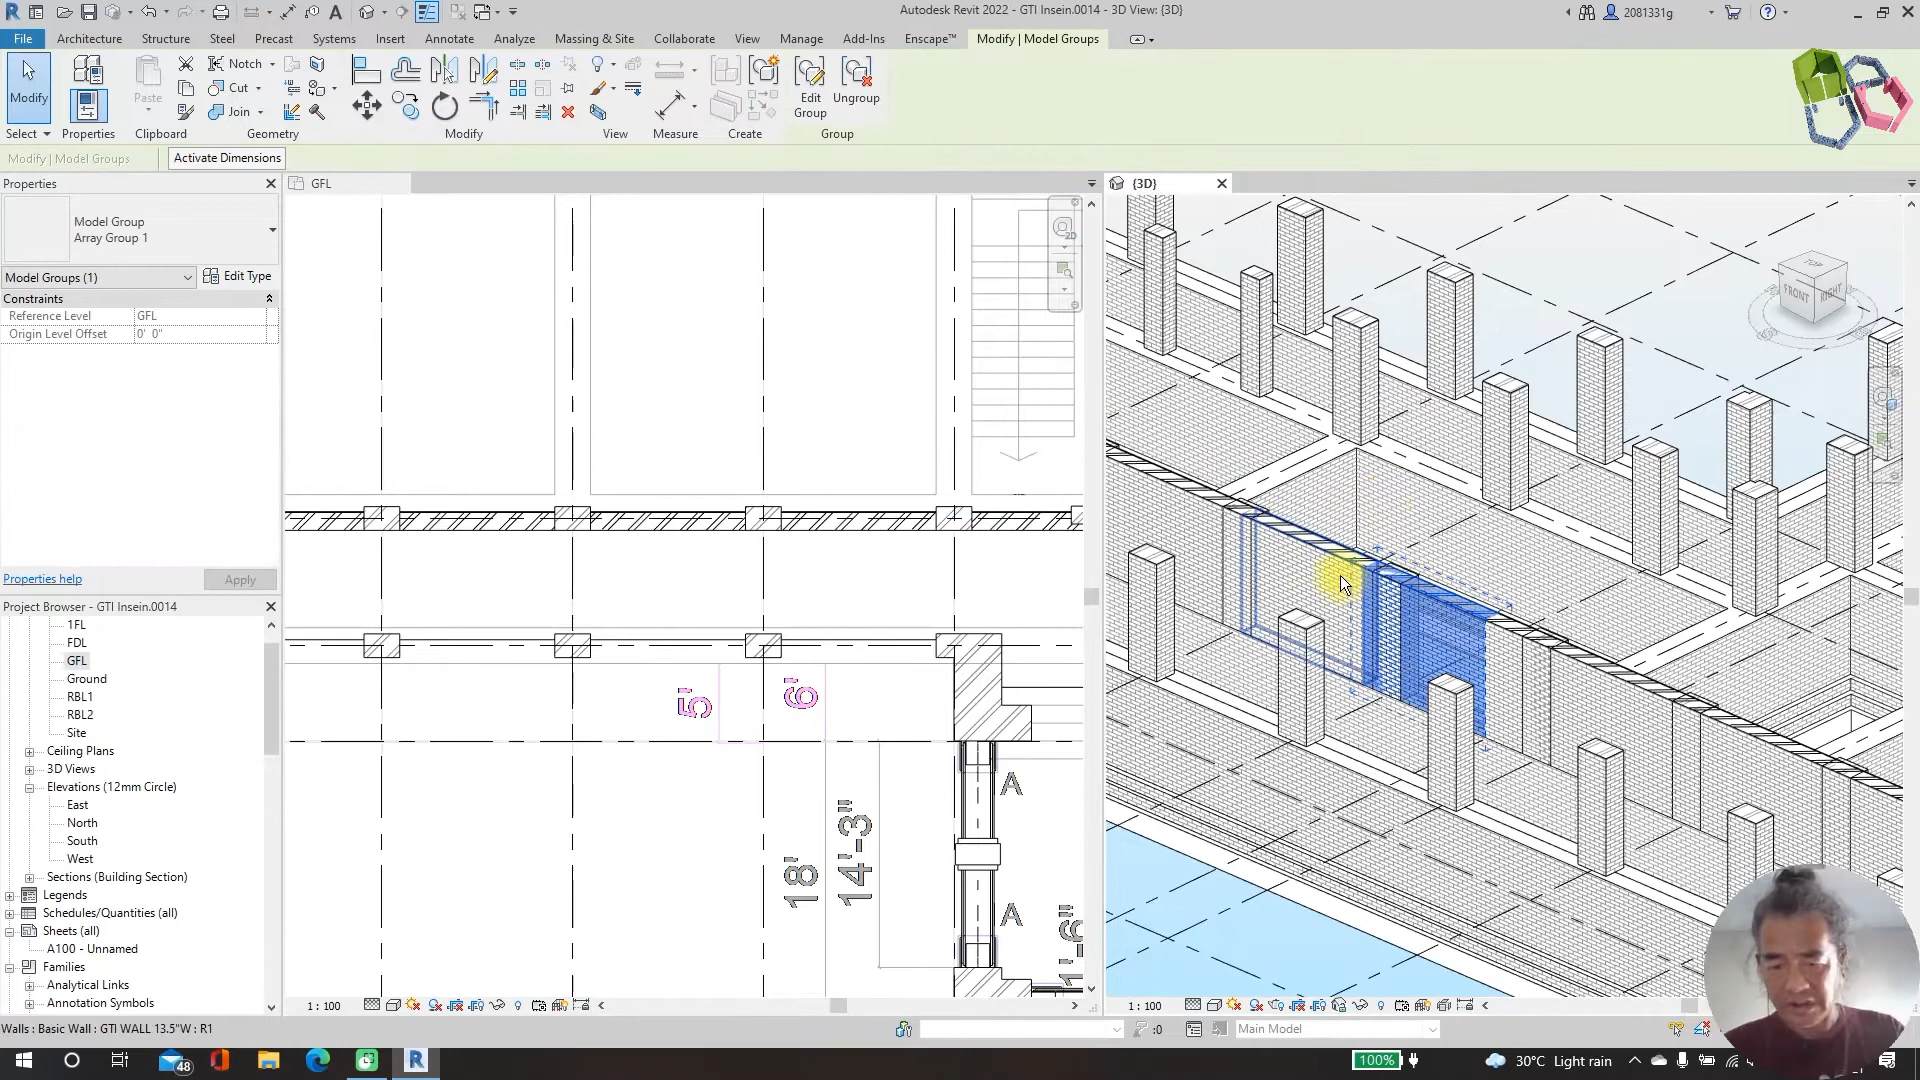 Autodesk Revit 2022 - GTI Insein.0014 - 3D View: {3D}
2081331g
File Architecture Structure Steel Precast Systems Insert Annotate Analyze Massing & Site Collaborate View Manage Add-Ins Enscape™ Modify | Model Groups
Modify
Paste
Notch
Cut
Join
Edit Group
Ungroup
Select Properties Clipboard Geometry Modify View Measure Create Group
Modify | Model Groups
Activate Dimensions
Properties
Model Group
Array Group 1
Model Groups (1)
Edit Type
Constraints
Reference Level GFL
Origin Level Offset 0' 0"
Properties help
Apply
Project Browser - GTI Insein.0014
1FL
FDL
GFL
Ground
RBL1
RBL2
Site
Ceiling Plans
3D Views
Elevations (12mm Circle)
East
North
South
West
Sections (Building Section)
Legends
Schedules/Quantities (all)
Sheets (all)
A100 - Unnamed
Families
Analytical Links
Annotation Symbols
GFL
2D
5'
6'
18'
14'-3"
A
A
1'-6"
1 : 100
{3D}
TOP
FRONT
RIGHT
1 : 100
Walls : Basic Wall : GTI WALL 13.5"W : R1
:0
Main Model
48
100%
30°C Light rain